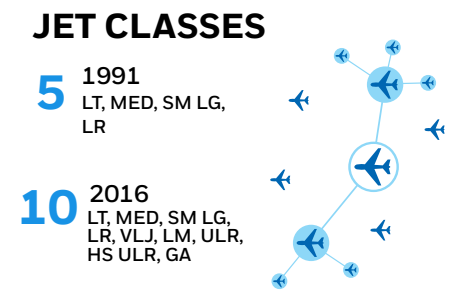 JET CLASSES
5 1991
LT, MED, SM LG,
LR
10 2016
LT, MED, SM LG,
LR, VLJ, LM, ULR,
HS ULR, GA